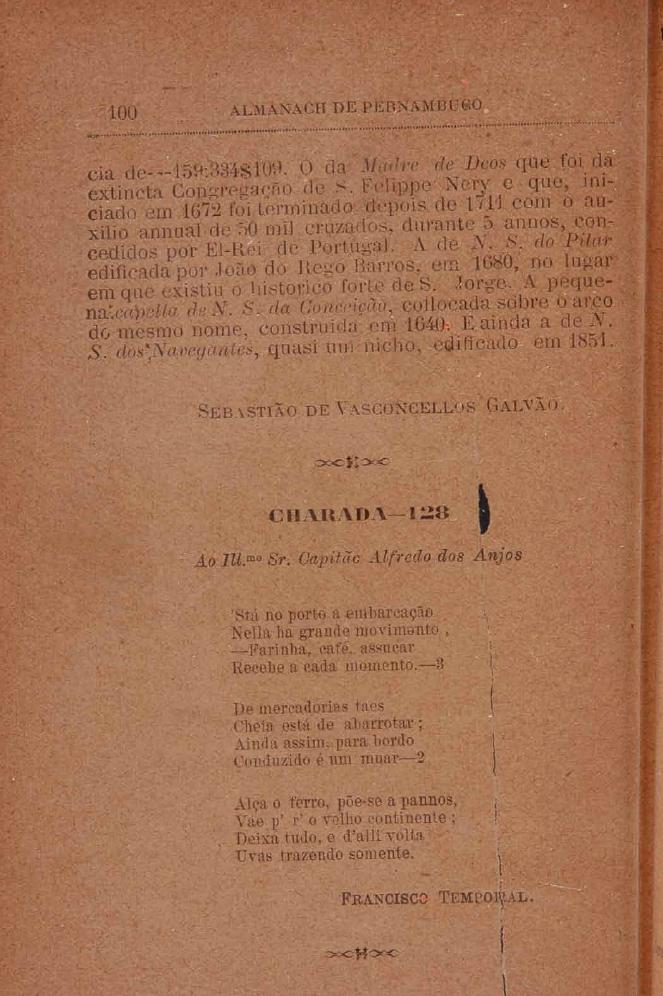 100 ALMANACH DE PERNAMBUCO
cia de---159:334$109. O da Madre de Deos que foi da
extincta Congregação de S. Felippe Nery e que, ini-
ciado em 1672 foi terminado depois de 1711 com o au-
xilio annual de 50 mil cruzados, durante 5 annos, con-
cedidos por El-Rei de Portugal. A de N. S. do Pilar
edificada por João do Rego Barros, em 1680, no lugar
em que existiu o historico forte de S. Jorge. A peque-
na capella de N. S. da Conceição, collocada sobre o arco
do mesmo nome, construida em 1640. E ainda a de N.
S. dos Navegantes, quasi um nicho, edificado em 1851.
SEBASTIÃO DE VASCONCELLOS GALVÃO.
CHARADA—128
Ao Ill.mo Sr. Capitão Alfredo dos Anjos
'Stá no porto a embarcação
Nella ha grande movimento ,
—Farinha, café, assucar
Recebe a cada momento.—3
De mercadorias taes
Cheia está de abarrotar ;
Ainda assim, para bordo
Conduzido é um muar—2
Alça o ferro, põe-se a pannos,
Vae p' r' o velho continente ;
Deixa tudo, e d'alli volta
Uvas trazendo somente.
FRANCISCO TEMPORAL.